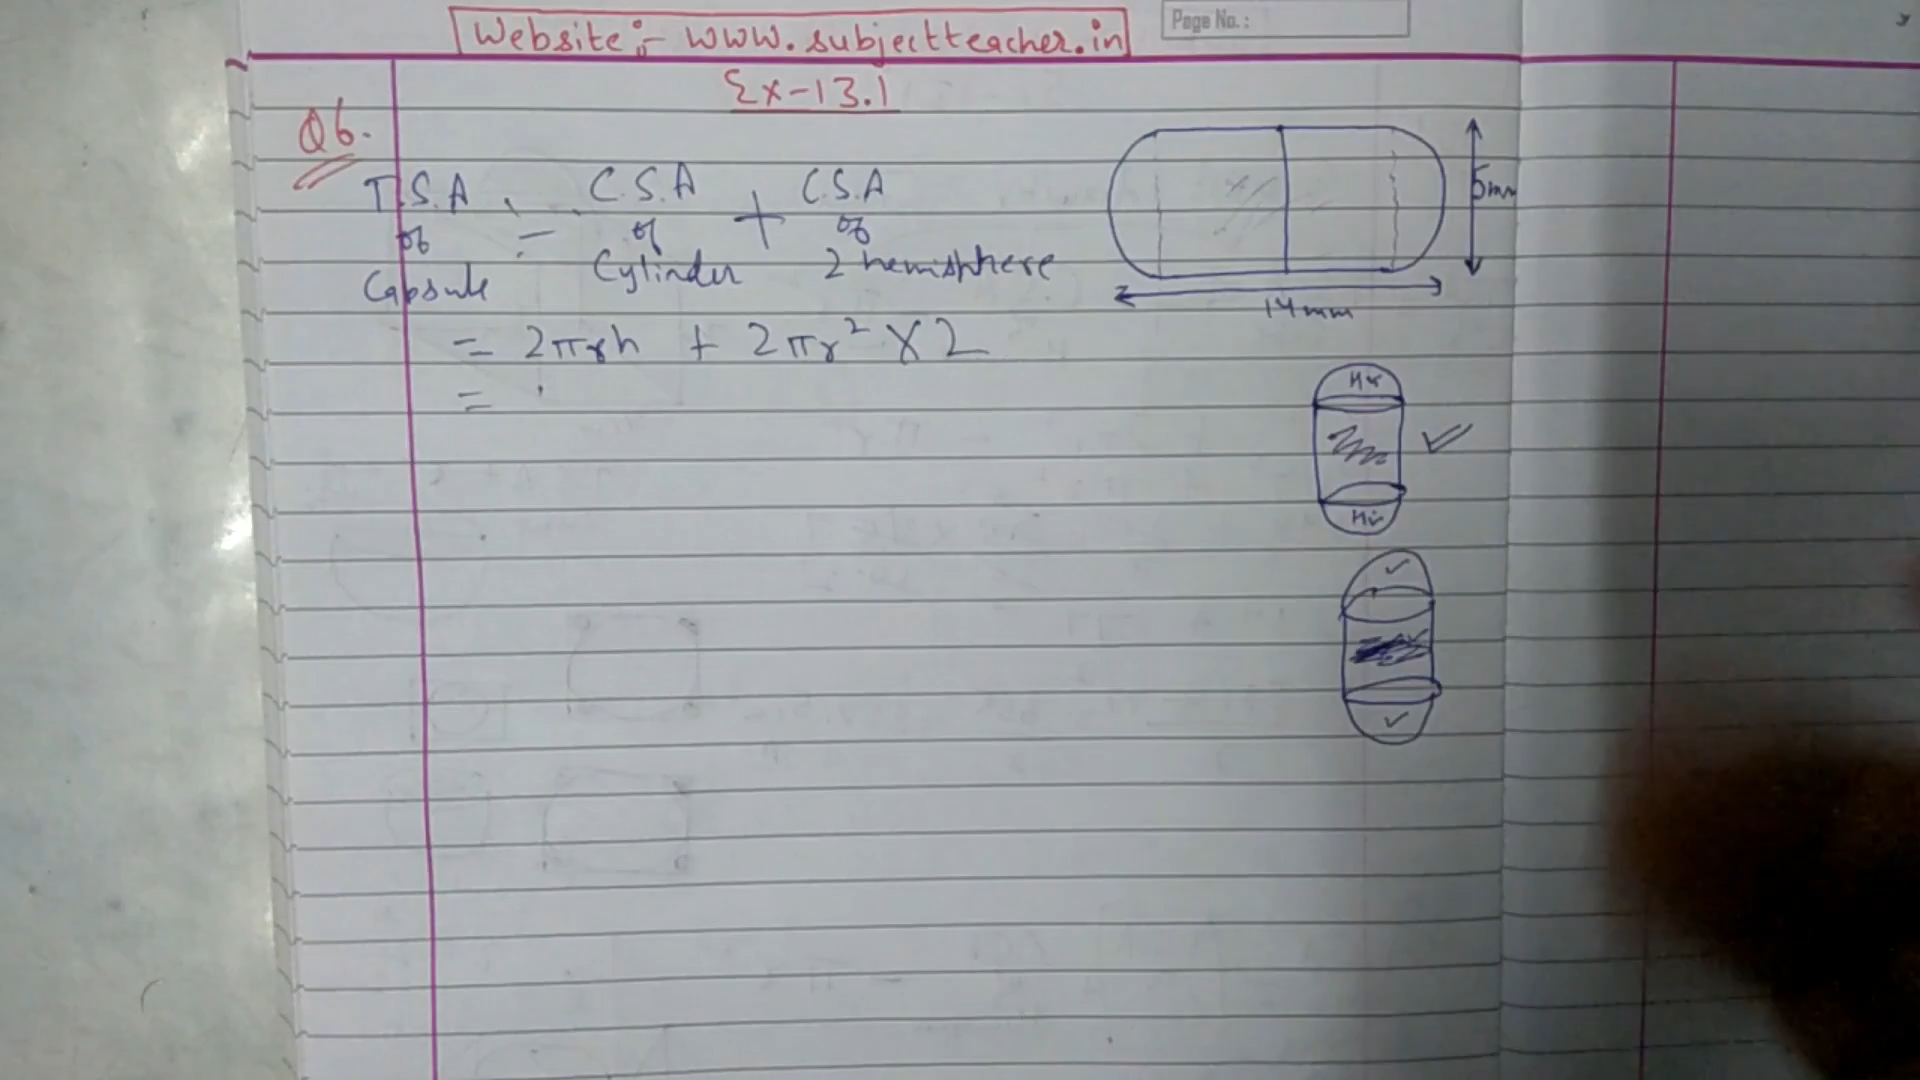 Website:- www.subjectteacher.in
Page No.:
Ex-13.1
Q6.
T.S.A of Capsule = C.S.A of Cylinder + C.S.A of 2 hemisphere
5mm
14mm
= 2πrh + 2πr² × 2
=